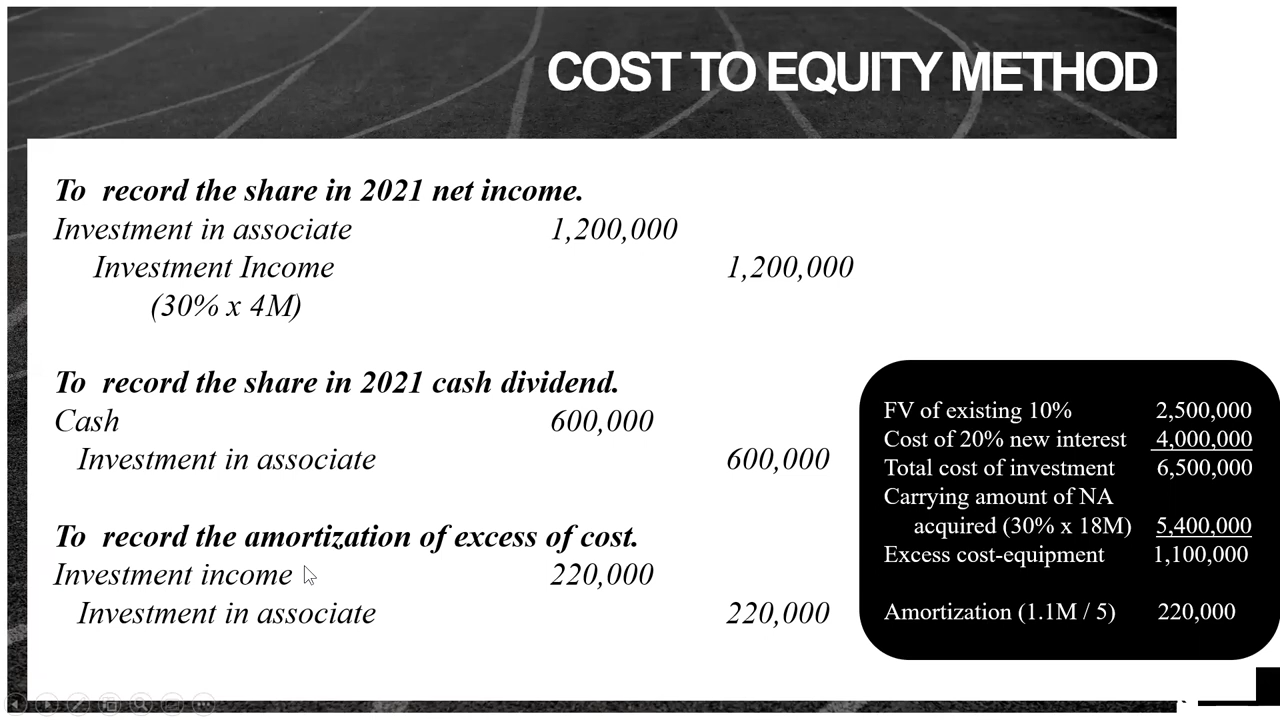 COST TO EQUITY METHOD
To record the share in 2021 net income.
Investment in associate 1,200,000
Investment Income 1,200,000
(30% x 4M)
To record the share in 2021 cash dividend.
Cash 600,000
Investment in associate 600,000
To record the amortization of excess of cost.
Investment income 220,000
Investment in associate 220,000
FV of existing 10% 2,500,000
Cost of 20% new interest 4,000,000
Total cost of investment 6,500,000
Carrying amount of NA
acquired (30% x 18M) 5,400,000
Excess cost-equipment 1,100,000
Amortization (1.1M / 5) 220,000